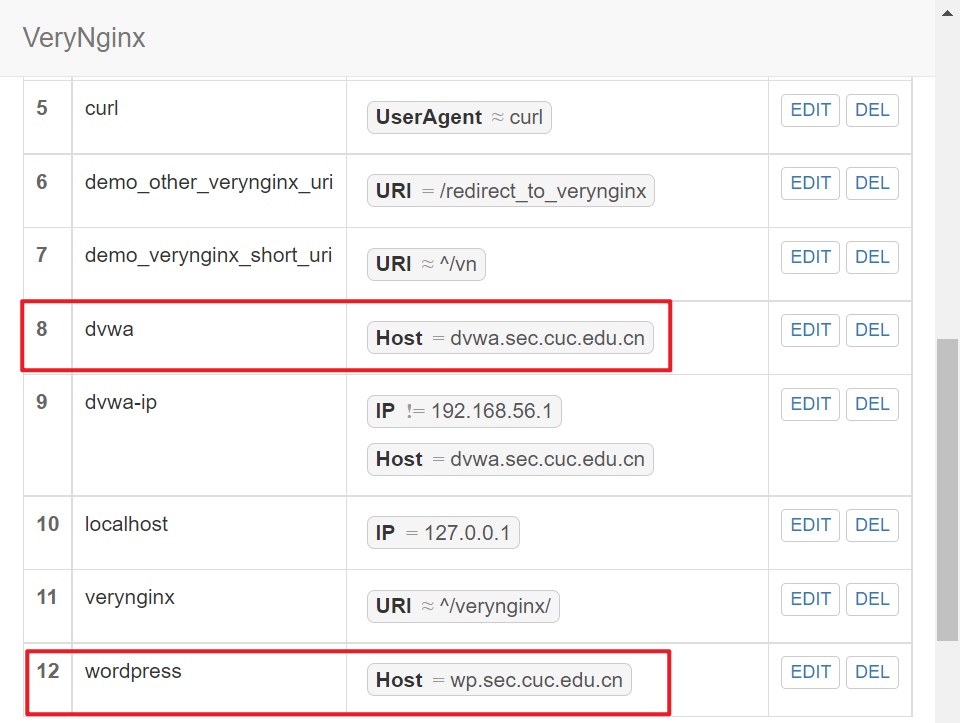 VeryNginx
5 curl UserAgent ≈ curl EDIT DEL
6 demo_other_verynginx_uri URI = /redirect_to_verynginx EDIT DEL
7 demo_verynginx_short_uri URI ≈ ^/vn EDIT DEL
8 dvwa Host = dvwa.sec.cuc.edu.cn EDIT DEL
9 dvwa-ip IP != 192.168.56.1 EDIT DEL
Host = dvwa.sec.cuc.edu.cn
10 localhost IP = 127.0.0.1 EDIT DEL
11 verynginx URI ≈ ^/verynginx/ EDIT DEL
12 wordpress Host = wp.sec.cuc.edu.cn EDIT DEL